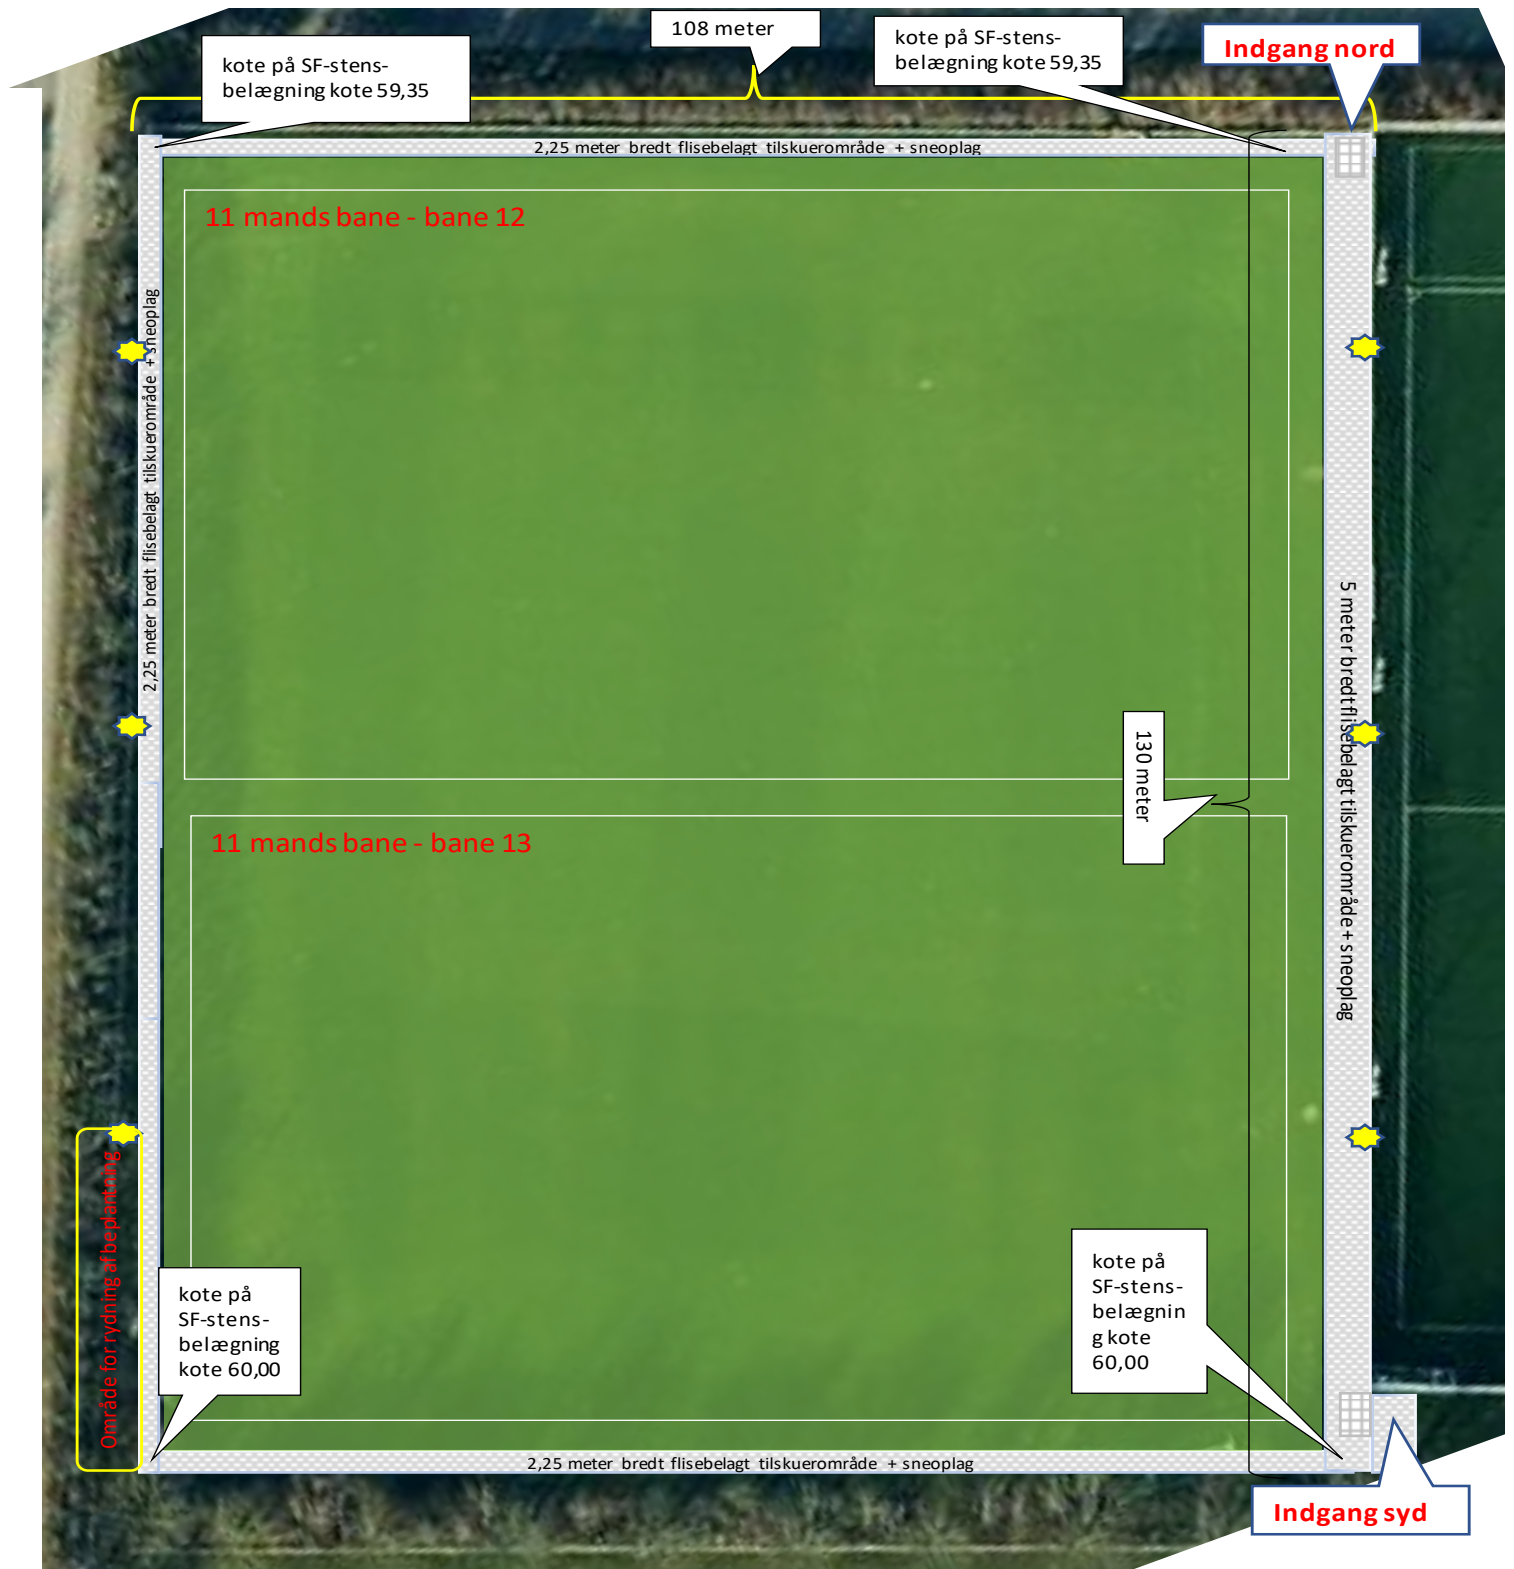 108 meter
kote på SF-stens-
belægning kote 59,35
kote på SF-stens-
belægning kote 59,35
Indgang nord
2,25 meter bredt flisebelagt tilskuerområde + sneoplag
11 mands bane - bane 12
2,25 meter bredt flisebelagt tilskuerområde + sneoplag
5 meter bredt flisebelagt tilskuerområde + sneoplag
130 meter
11 mands bane - bane 13
Område for rydning af beplantning
kote på
SF-stens-
belægning
kote 60,00
kote på
SF-stens-
belægnin
g kote
60,00
2,25 meter bredt flisebelagt tilskuerområde + sneoplag
Indgang syd